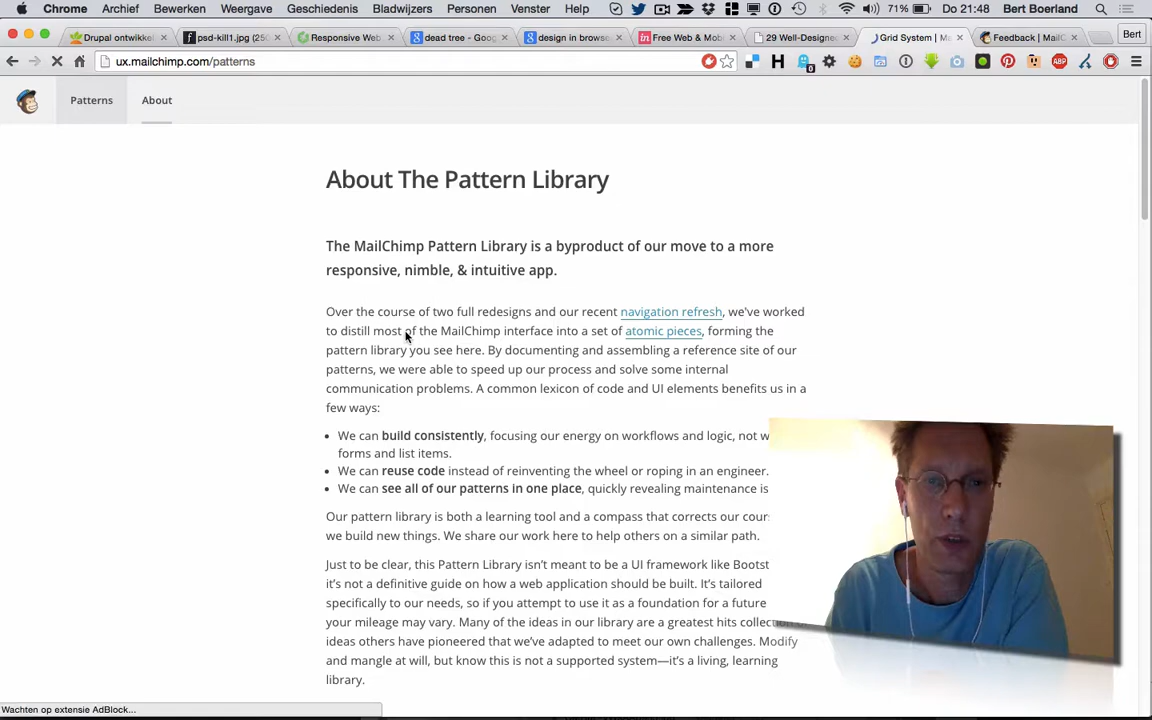 Chrome Archief Bewerken Weergave Geschiedenis Bladwijzers Personen Venster Help 71% Do 21:48 Bert Boerland
Drupal ontwikkel psd-kill1.jpg (250 Responsive Web dead tree - Goog design in browse Free Web & Mobi 29 Well-Designed Grid System | Ma Feedback | MailC Bert
ux.mailchimp.com/patterns
Patterns About
About The Pattern Library
The MailChimp Pattern Library is a byproduct of our move to a more
responsive, nimble, & intuitive app.
Over the course of two full redesigns and our recent navigation refresh, we've worked
to distill most of the MailChimp interface into a set of atomic pieces, forming the
pattern library you see here. By documenting and assembling a reference site of our
patterns, we were able to speed up our process and solve some internal
communication problems. A common lexicon of code and UI elements benefits us in a
few ways:
• We can build consistently, focusing our energy on workflows and logic, not w
forms and list items.
• We can reuse code instead of reinventing the wheel or roping in an engineer.
• We can see all of our patterns in one place, quickly revealing maintenance is
Our pattern library is both a learning tool and a compass that corrects our cour
we build new things. We share our work here to help others on a similar path.
Just to be clear, this Pattern Library isn't meant to be a UI framework like Bootst
it's not a definitive guide on how a web application should be built. It's tailored
specifically to our needs, so if you attempt to use it as a foundation for a future
your mileage may vary. Many of the ideas in our library are a greatest hits collection of
ideas others have pioneered that we've adapted to meet our own challenges. Modify
and mangle at will, but know this is not a supported system—it's a living, learning
library.
Wachten op extensie AdBlock...